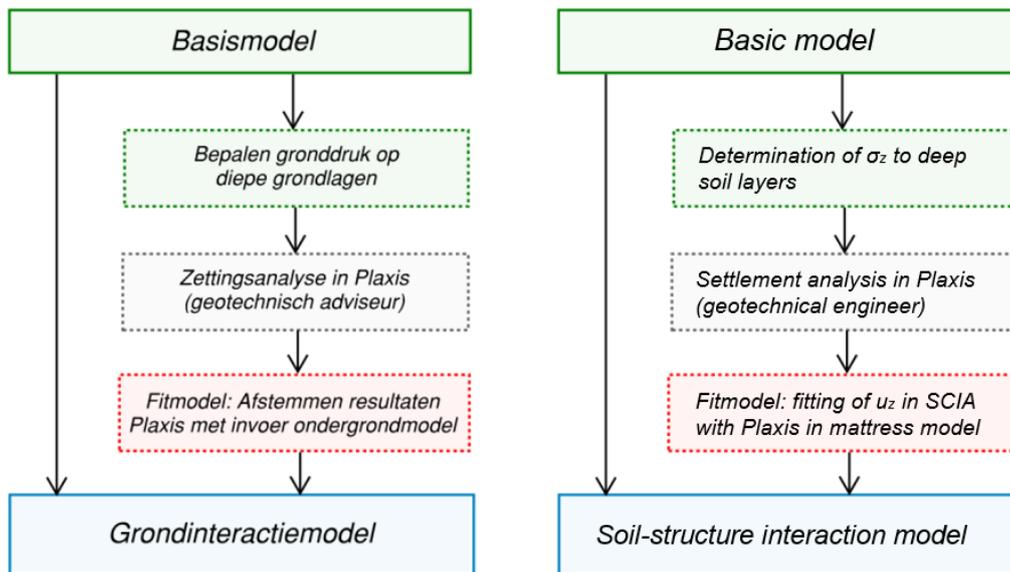 Basismodel
Bepalen gronddruk op
diepe grondlagen
Zettingsanalyse in Plaxis
(geotechnisch adviseur)
Fitmodel: Afstemmen resultaten
Plaxis met invoer ondergrondmodel
Grondinteractiemodel
Basic model
Determination of σz to deep
soil layers
Settlement analysis in Plaxis
(geotechnical engineer)
Fitmodel: fitting of uz in SCIA
with Plaxis in mattress model
Soil-structure interaction model